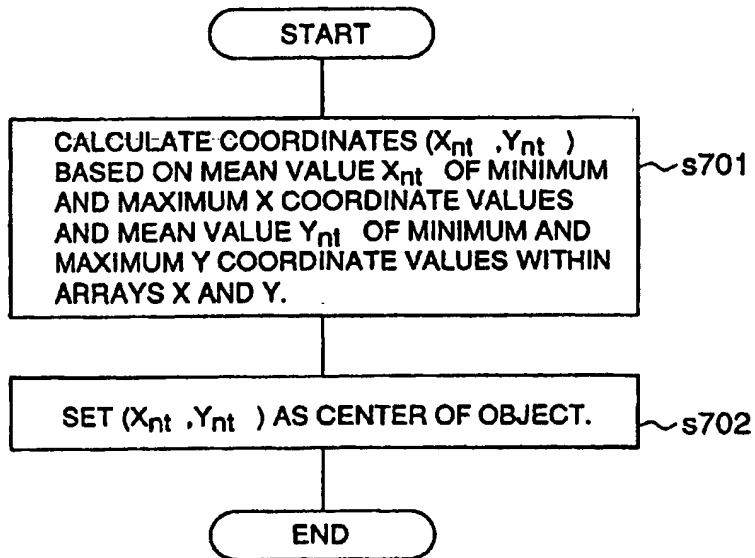 START
CALCULATE COORDINATES (Xnt ,Ynt )
BASED ON MEAN VALUE Xnt OF MINIMUM
AND MAXIMUM X COORDINATE VALUES
AND MEAN VALUE Ynt OF MINIMUM AND
MAXIMUM Y COORDINATE VALUES WITHIN
ARRAYS X AND Y.
s701
SET (Xnt ,Ynt ) AS CENTER OF OBJECT.
s702
END